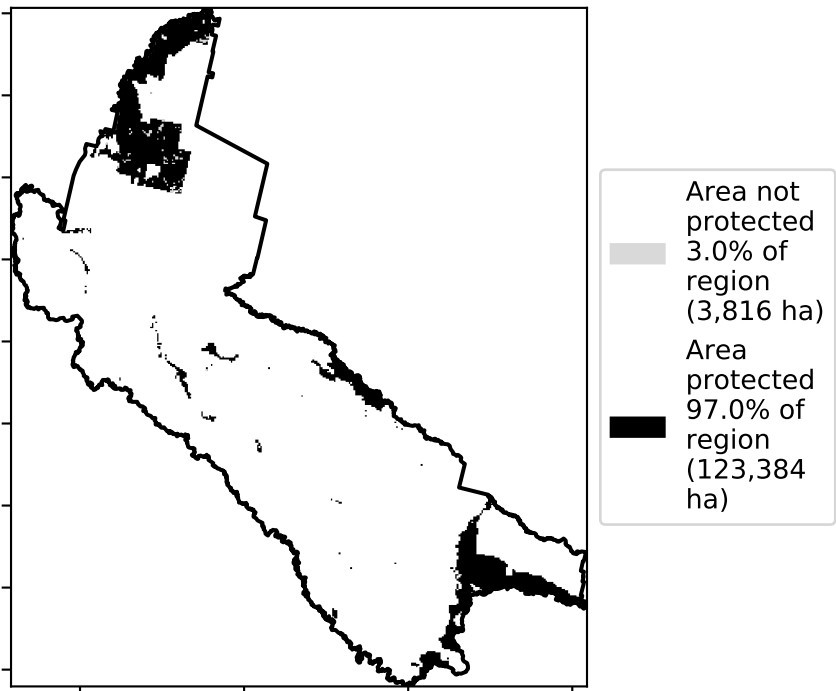 Area not
protected
3.0% of
region
(3,816 ha)
Area
protected
97.0% of
region
(123,384
ha)